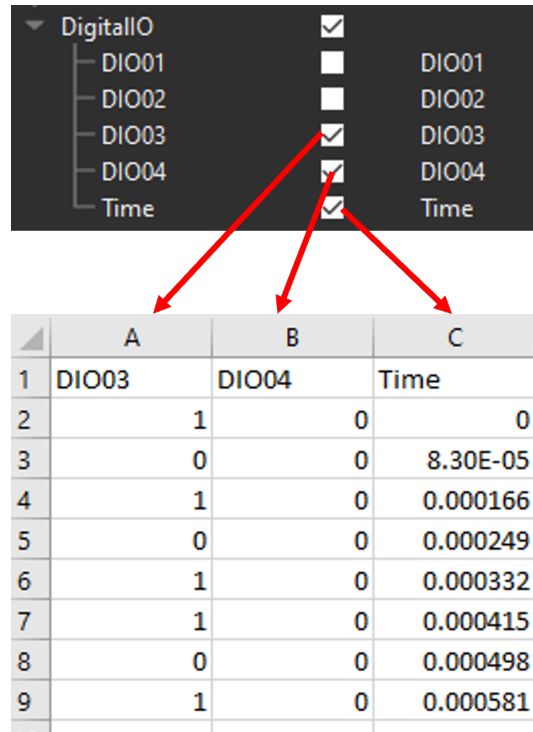 DigitalIO
DIO01 DIO01
DIO02 DIO02
DIO03 DIO03
DIO04 DIO04
Time Time
A B C
1 DIO03 DIO04 Time
2 1 0 0
3 0 0 8.30E-05
4 1 0 0.000166
5 0 0 0.000249
6 1 0 0.000332
7 1 0 0.000415
8 0 0 0.000498
9 1 0 0.000581